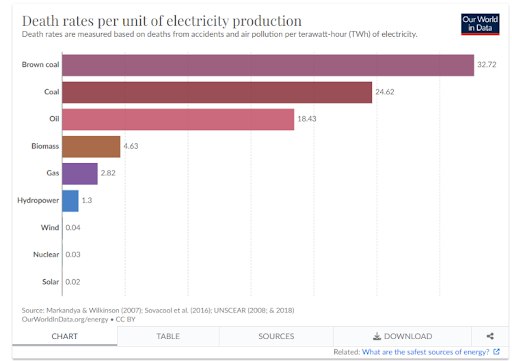 Death rates per unit of electricity production
Death rates are measured based on deaths from accidents and air pollution per terawatt-hour (TWh) of electricity.
Our World
in Data
Brown coal 32.72
Coal 24.62
Oil 18.43
Biomass 4.63
Gas 2.82
Hydropower 1.3
Wind 0.04
Nuclear 0.03
Solar 0.02
Source: Markandya & Wilkinson (2007); Sovacool et al. (2016); UNSCEAR (2008; & 2018)
OurWorldInData.org/energy • CC BY
CHART TABLE SOURCES DOWNLOAD
Related: What are the safest sources of energy?